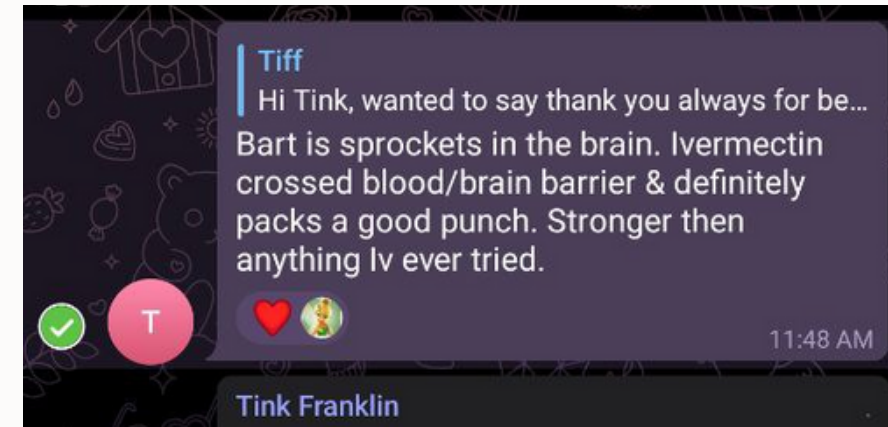 Tiff
Hi Tink, wanted to say thank you always for be...
Bart is sprockets in the brain. Ivermectin
crossed blood/brain barrier & definitely
packs a good punch. Stronger then
anything Iv ever tried.
T
11:48 AM
Tink Franklin